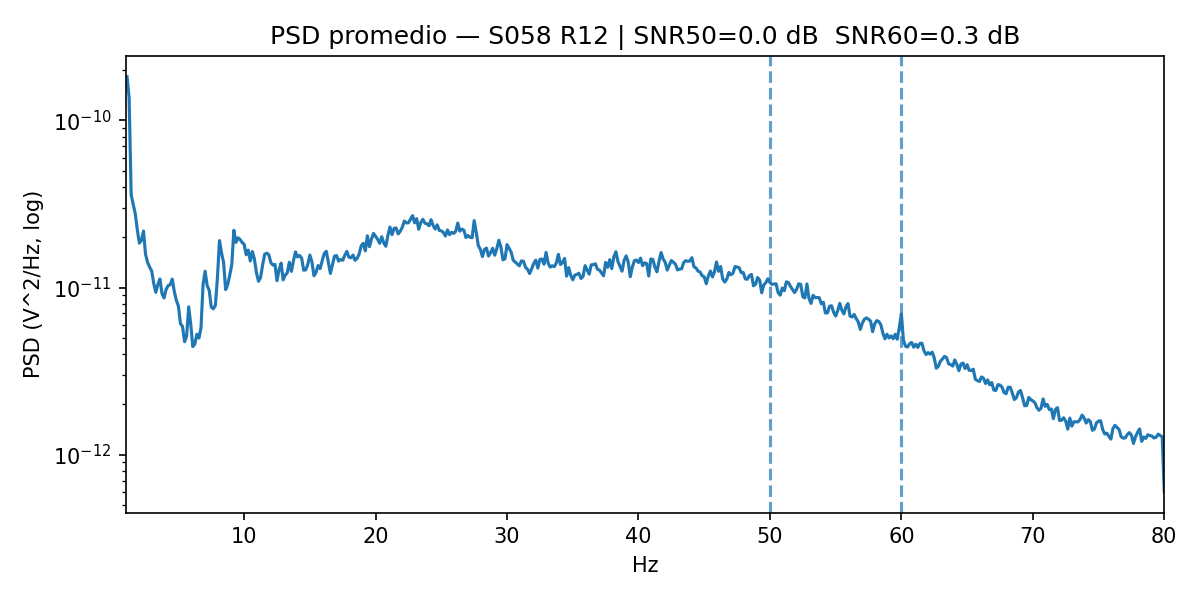 PSD promedio — S058 R12 | SNR50=0.0 dB  SNR60=0.3 dB
PSD (V^2/Hz, log)
10⁻¹⁰
10⁻¹¹
10⁻¹²
10 20 30 40 50 60 70 80
Hz